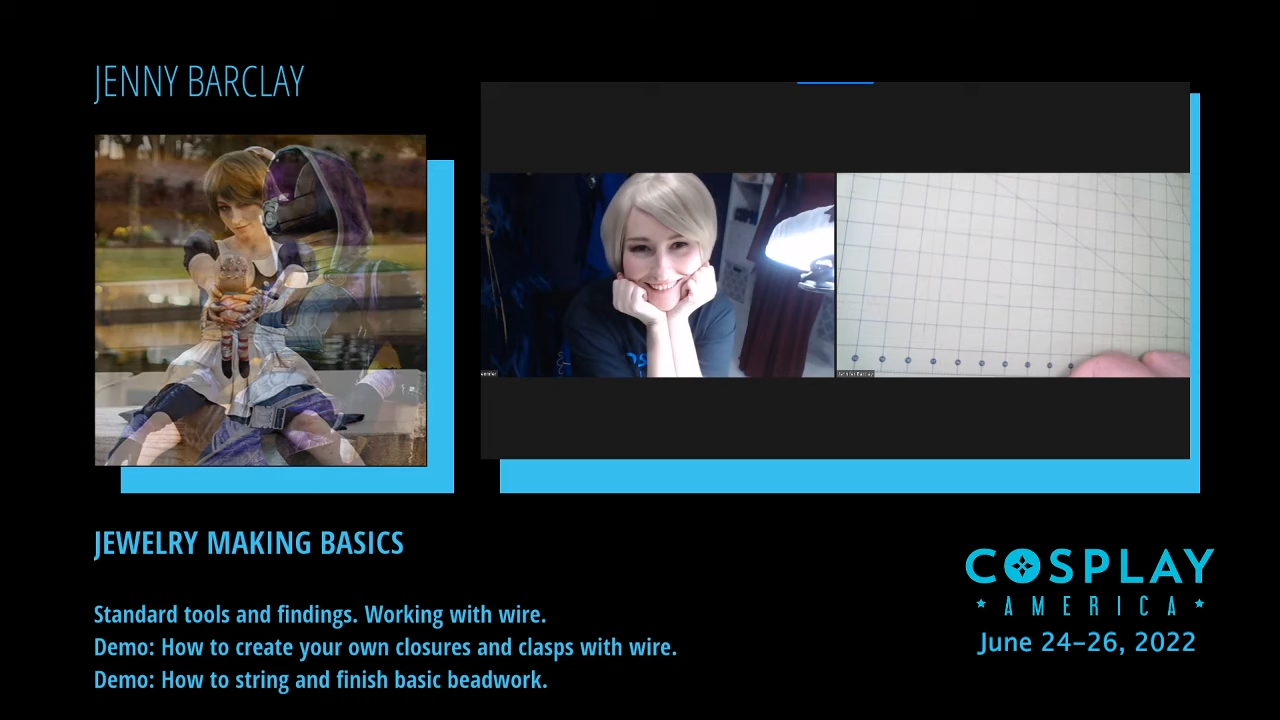 JENNY BARCLAY
JEWELRY MAKING BASICS
Standard tools and findings. Working with wire.
Demo: How to create your own closures and clasps with wire.
Demo: How to string and finish basic beadwork.
COSPLAY
AMERICA
June 24-26, 2022